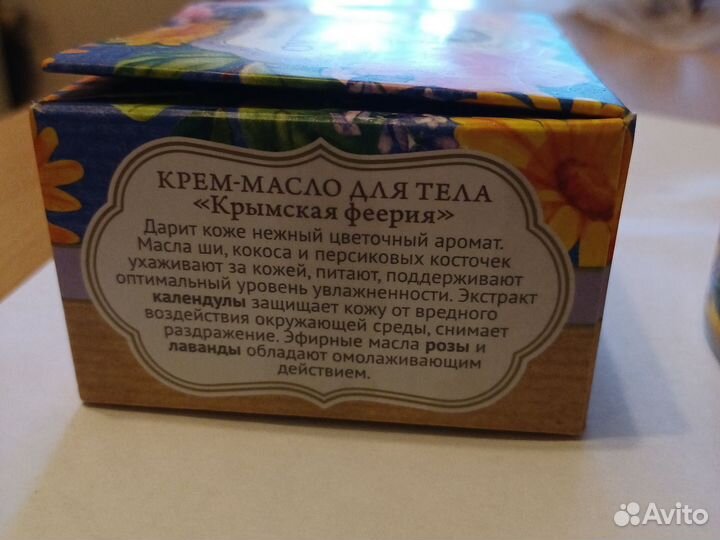 КРЕМ-МАСЛО ДЛЯ ТЕЛА
«Крымская феерия»
Дарит коже нежный цветочный аромат.
Масла ши, кокоса и персиковых косточек
ухаживают за кожей, питают, поддерживают
оптимальный уровень увлажненности. Экстракт
календулы защищает кожу от вредного
воздействия окружающей среды, снимает
раздражение. Эфирные масла розы и
лаванды обладают омолаживающим
действием.
Avito